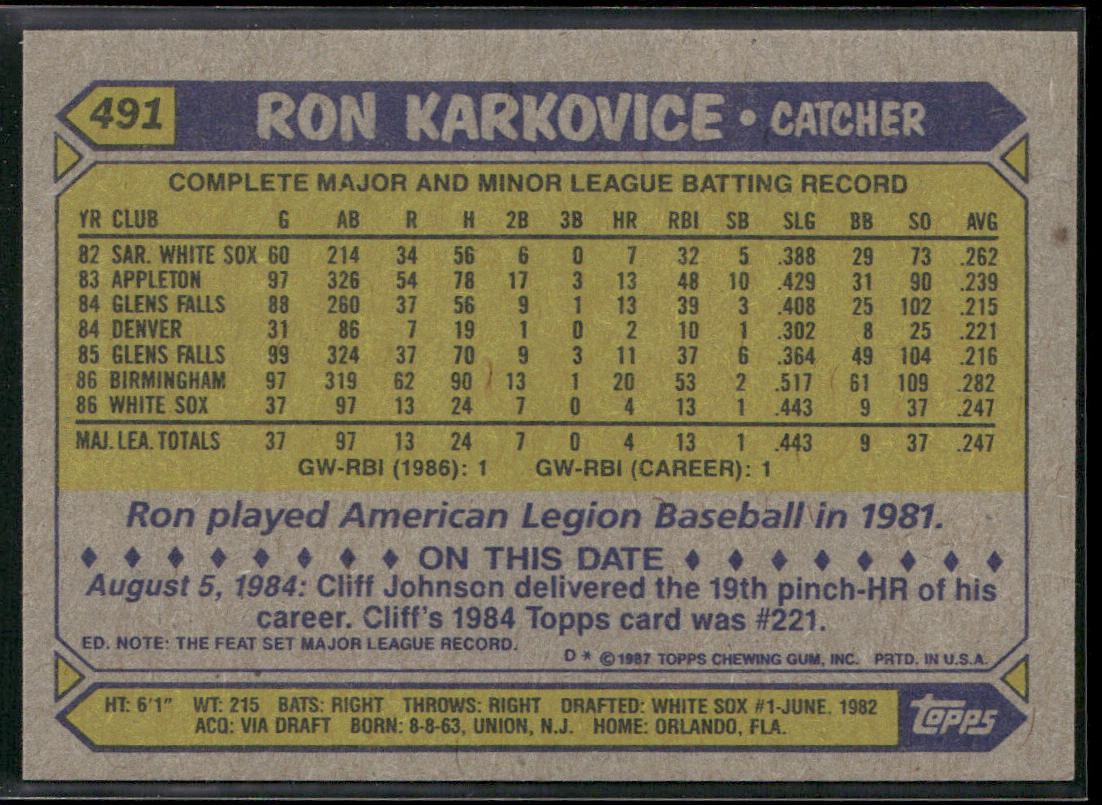 491 RON KARKOVICE • CATCHER
COMPLETE MAJOR AND MINOR LEAGUE BATTING RECORD
YR CLUB G AB R H 2B 3B HR RBI SB SLG BB SO AVG
82 SAR. WHITE SOX 60 214 34 56 6 0 7 32 5 .388 29 73 .262
83 APPLETON 97 326 54 78 17 3 13 48 10 .429 31 90 .239
84 GLENS FALLS 88 260 37 56 9 1 13 39 3 .408 25 102 .215
84 DENVER 31 86 7 19 1 0 2 10 1 .302 8 25 .221
85 GLENS FALLS 99 324 37 70 9 3 11 37 6 .364 49 104 .216
86 BIRMINGHAM 97 319 62 90 13 1 20 53 2 .517 61 109 .282
86 WHITE SOX 37 97 13 24 7 0 4 13 1 .443 9 37 .247
MAJ. LEA. TOTALS 37 97 13 24 7 0 4 13 1 .443 9 37 .247
GW-RBI (1986): 1 GW-RBI (CAREER): 1
Ron played American Legion Baseball in 1981.
♦ ♦ ♦ ♦ ♦ ♦ ♦ ♦ ON THIS DATE ♦ ♦ ♦ ♦ ♦ ♦ ♦ ♦
August 5, 1984: Cliff Johnson delivered the 19th pinch-HR of his
career. Cliff's 1984 Topps card was #221.
ED. NOTE: THE FEAT SET MAJOR LEAGUE RECORD.
D* ©1987 TOPPS CHEWING GUM, INC. PRTD. IN U.S.A.
HT: 6'1" WT: 215 BATS: RIGHT THROWS: RIGHT DRAFTED: WHITE SOX #1-JUNE. 1982
ACQ: VIA DRAFT BORN: 8-8-63, UNION, N.J. HOME: ORLANDO, FLA.
topps